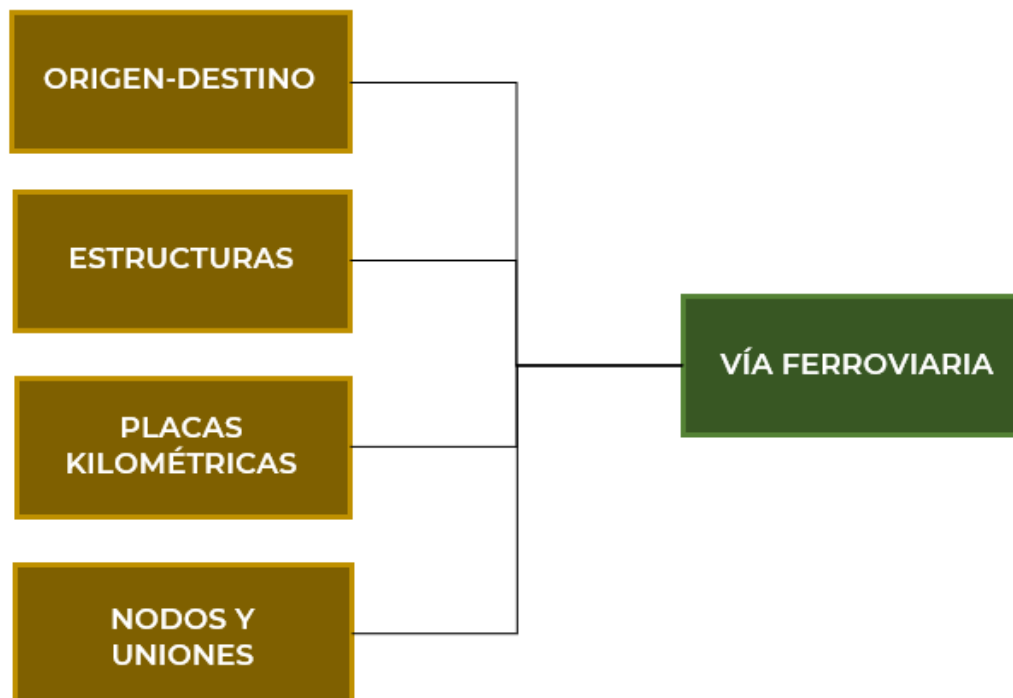 ORIGEN-DESTINO
ESTRUCTURAS
PLACAS
KILOMÉTRICAS
NODOS Y
UNIONES
VÍA FERROVIARIA